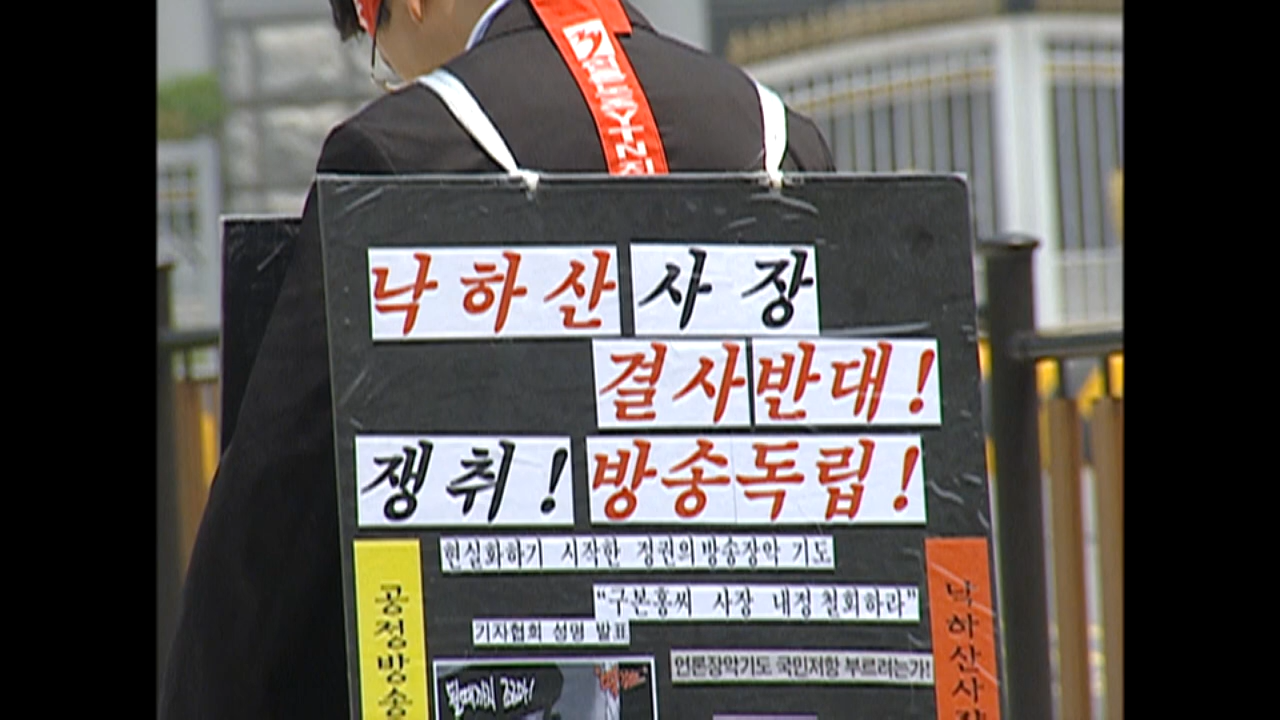 낙하산 사장
결사반대!
쟁취! 방송독립!
현실화하기 시작한 정권의 방송장악 기도
"구본홍씨 사장 내정 철회하라"
기자협회 성명 발표
언론장악기도 국민저항 부르려는가!
공정방송
낙하산사장